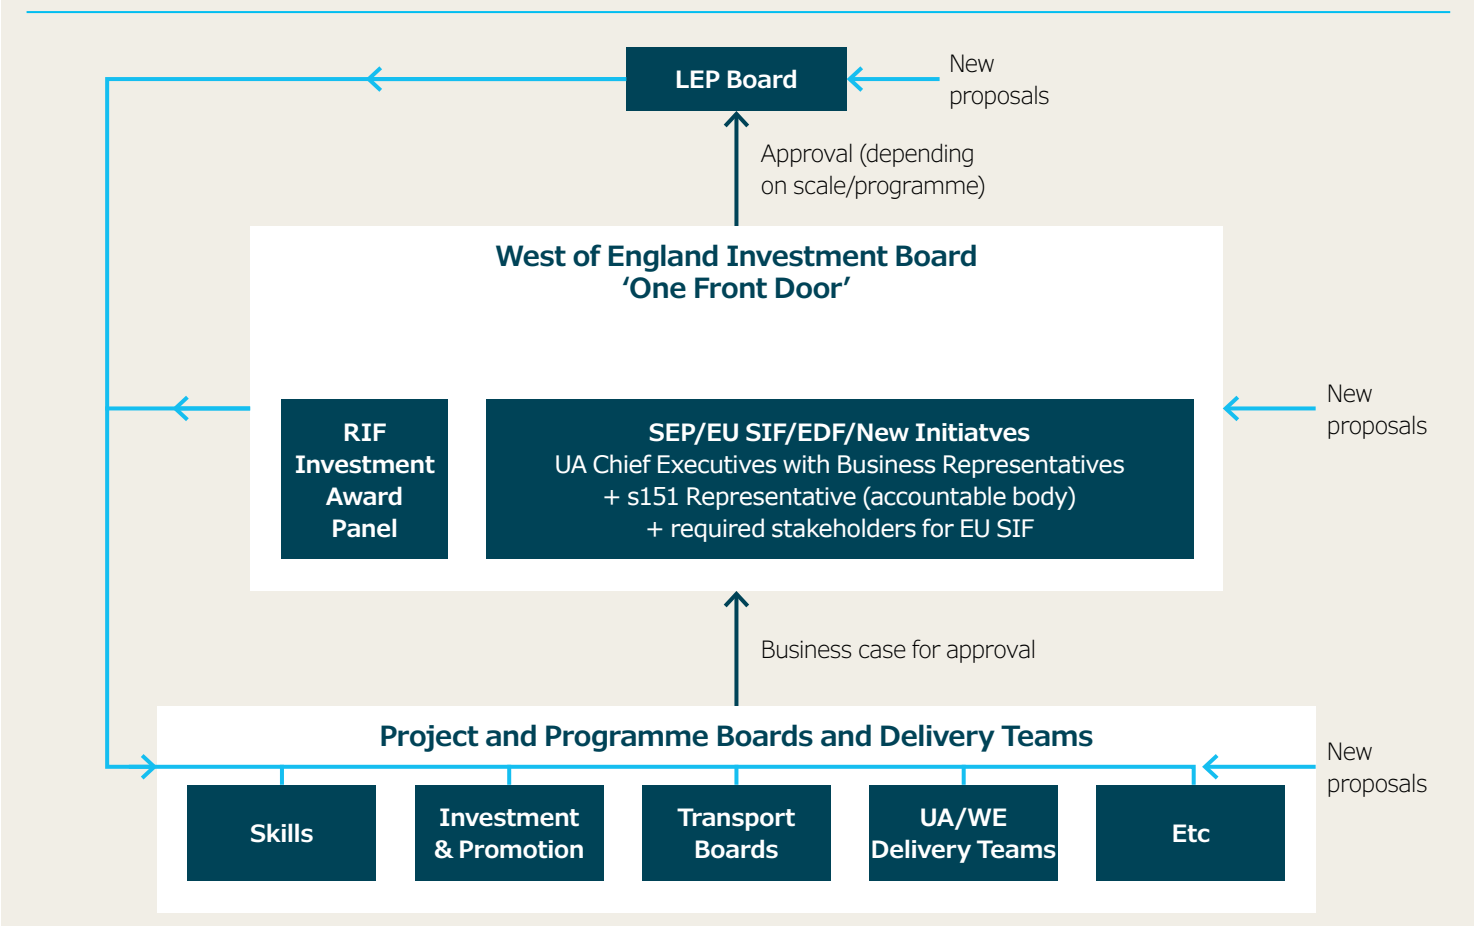 LEP Board
New
proposals
Approval (depending
on scale/programme)
West of England Investment Board
‘One Front Door’
New
proposals
RIF
Investment
Award
Panel
SEP/EU SIF/EDF/New Initiatves
UA Chief Executives with Business Representatives
+ s151 Representative (accountable body)
+ required stakeholders for EU SIF
Business case for approval
Project and Programme Boards and Delivery Teams
New
proposals
Skills
Investment
& Promotion
Transport
Boards
UA/WE
Delivery Teams
Etc